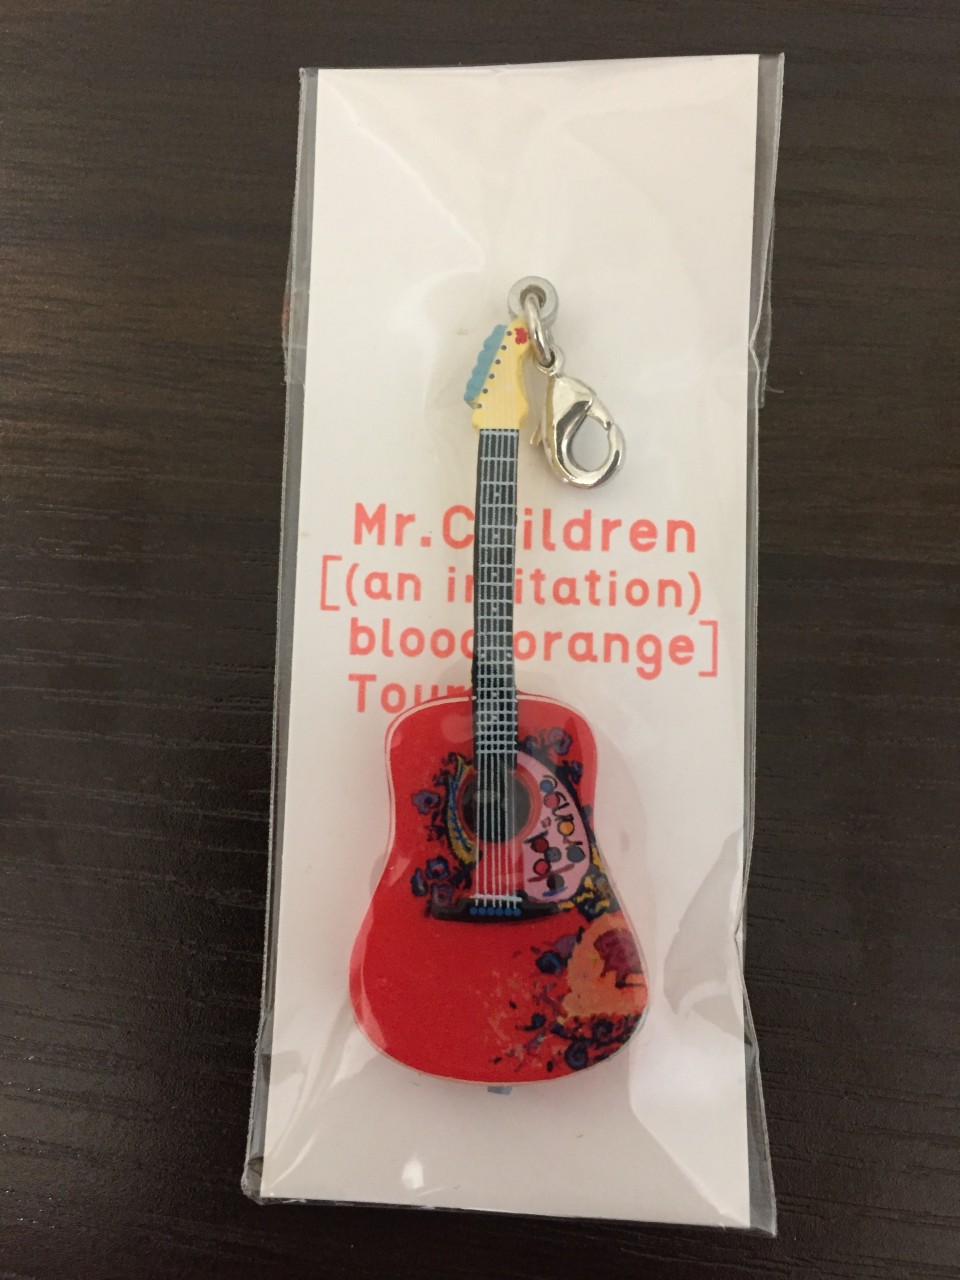 Mr.Children
[(an imitation)
blood orange]
Tour